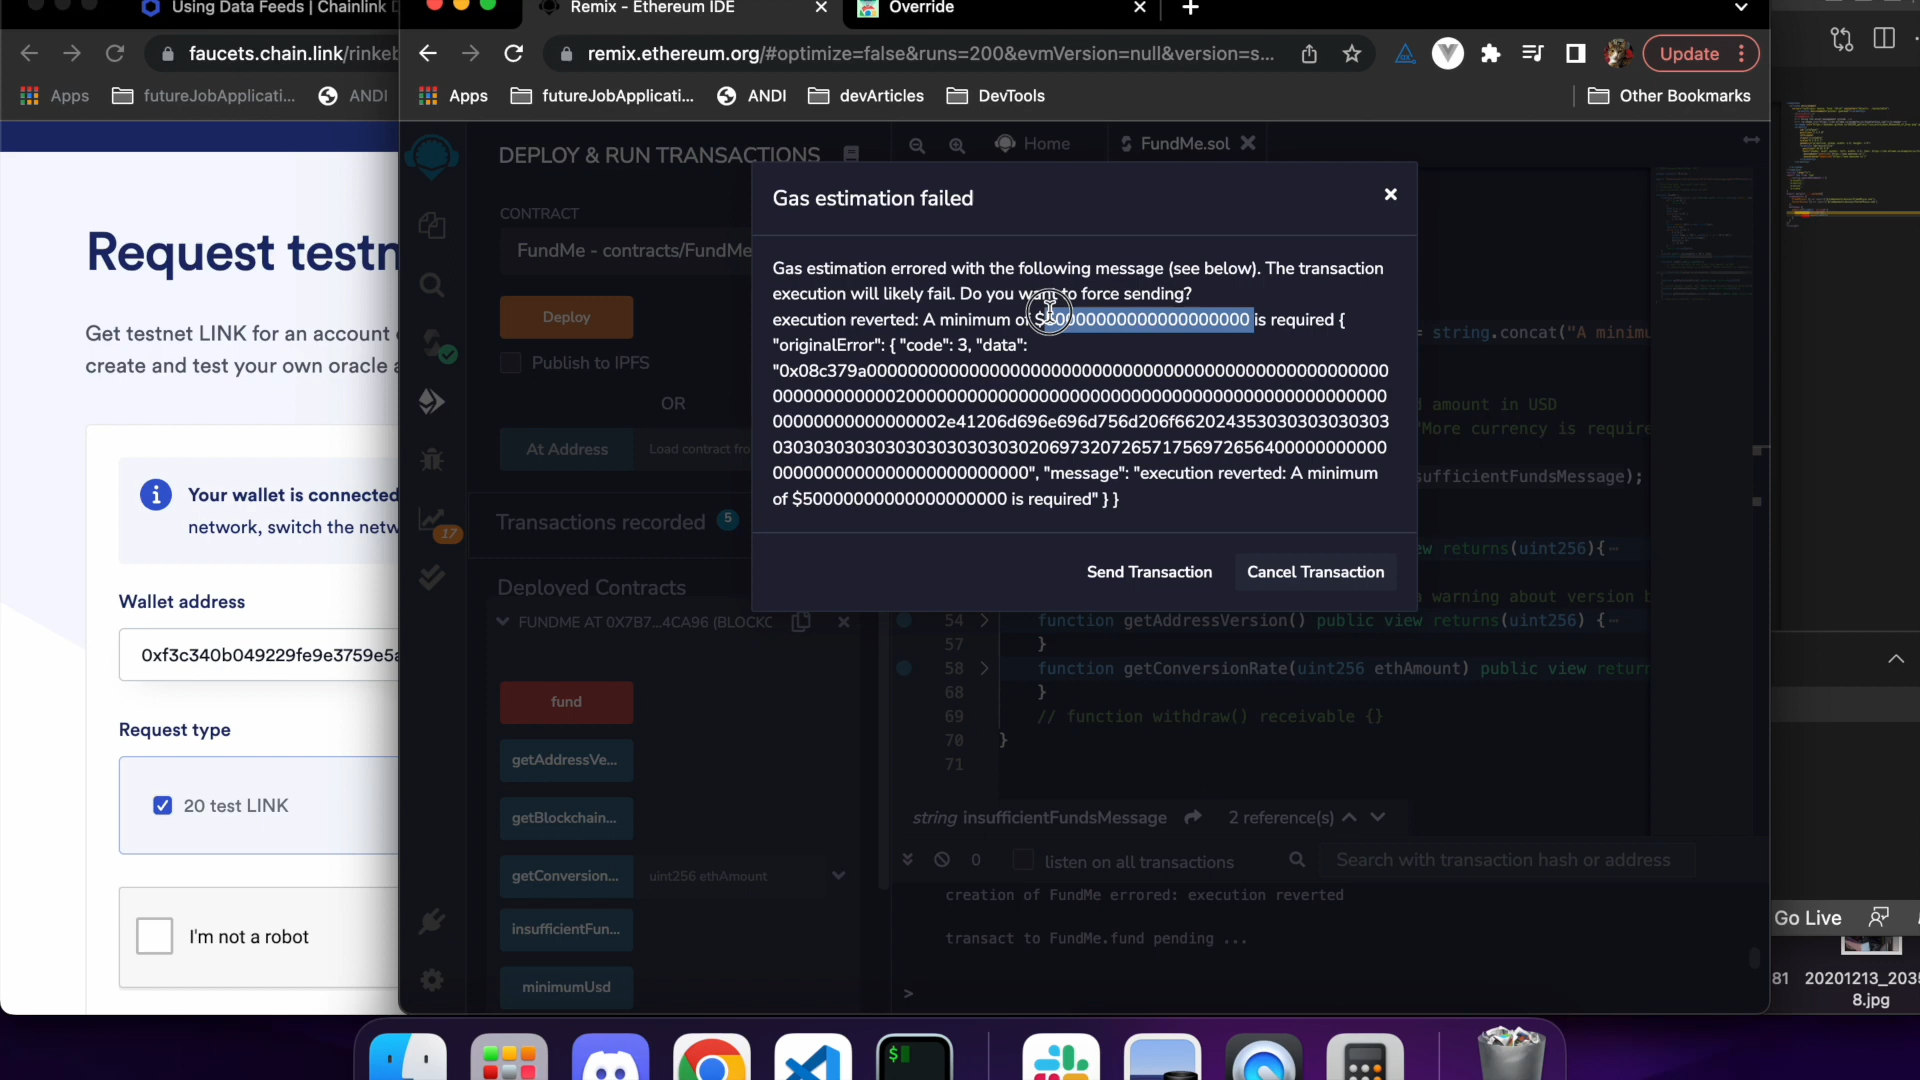 Using Data Feeds | Chainlink
Remix - Ethereum IDE
Override
faucets.chain.link/rinkeb
remix.ethereum.org/#optimize=false&runs=200&evmVersion=null&version=s...
Update
Apps
futureJobApplicati...
ANDI
Apps
futureJobApplicati...
ANDI
devArticles
DevTools
Other Bookmarks
Request testn
Get testnet LINK for an account
create and test your own oracle
Your wallet is connected
network, switch the netw
Wallet address
0xf3c340b049229fe9e3759e5a
Request type
20 test LINK
I'm not a robot
DEPLOY & RUN TRANSACTIONS
CONTRACT
FundMe - contracts/FundMe
Deploy
Publish to IPFS
OR
At Address
Load contract fro
Transactions recorded 5
17
Deployed Contracts
FUNDME AT 0X7B7...4CA96 (BLOCKC
fund
getAddressVe...
getBlockchain...
getConversion...
uint256 ethAmount
insufficientFun...
minimumUsd
Home
FundMe.sol
Gas estimation failed
Gas estimation errored with the following message (see below). The transaction
execution will likely fail. Do you want to force sending?
execution reverted: A minimum of $50000000000000000000 is required {
"originalError": { "code": 3, "data":
"message": "execution reverted: A minimum
of $50000000000000000000 is required" } }
Send Transaction
Cancel Transaction
= string.concat("A minimu
d amount in USD
"More currency is require
sufficientFundsMessage);
ew returns(uint256){
warning about version b
54 function getAddressVersion() public view returns(uint256) {
57 }
58 function getConversionRate(uint256 ethAmount) public view return
68 }
69 // function withdraw() receivable {}
70 }
71
string insufficientFundsMessage
2 reference(s)
0
listen on all transactions
Search with transaction hash or address
creation of FundMe errored: execution reverted
transact to FundMe.fund pending ...
>
Go Live
81
20201213_203
8.jpg
$